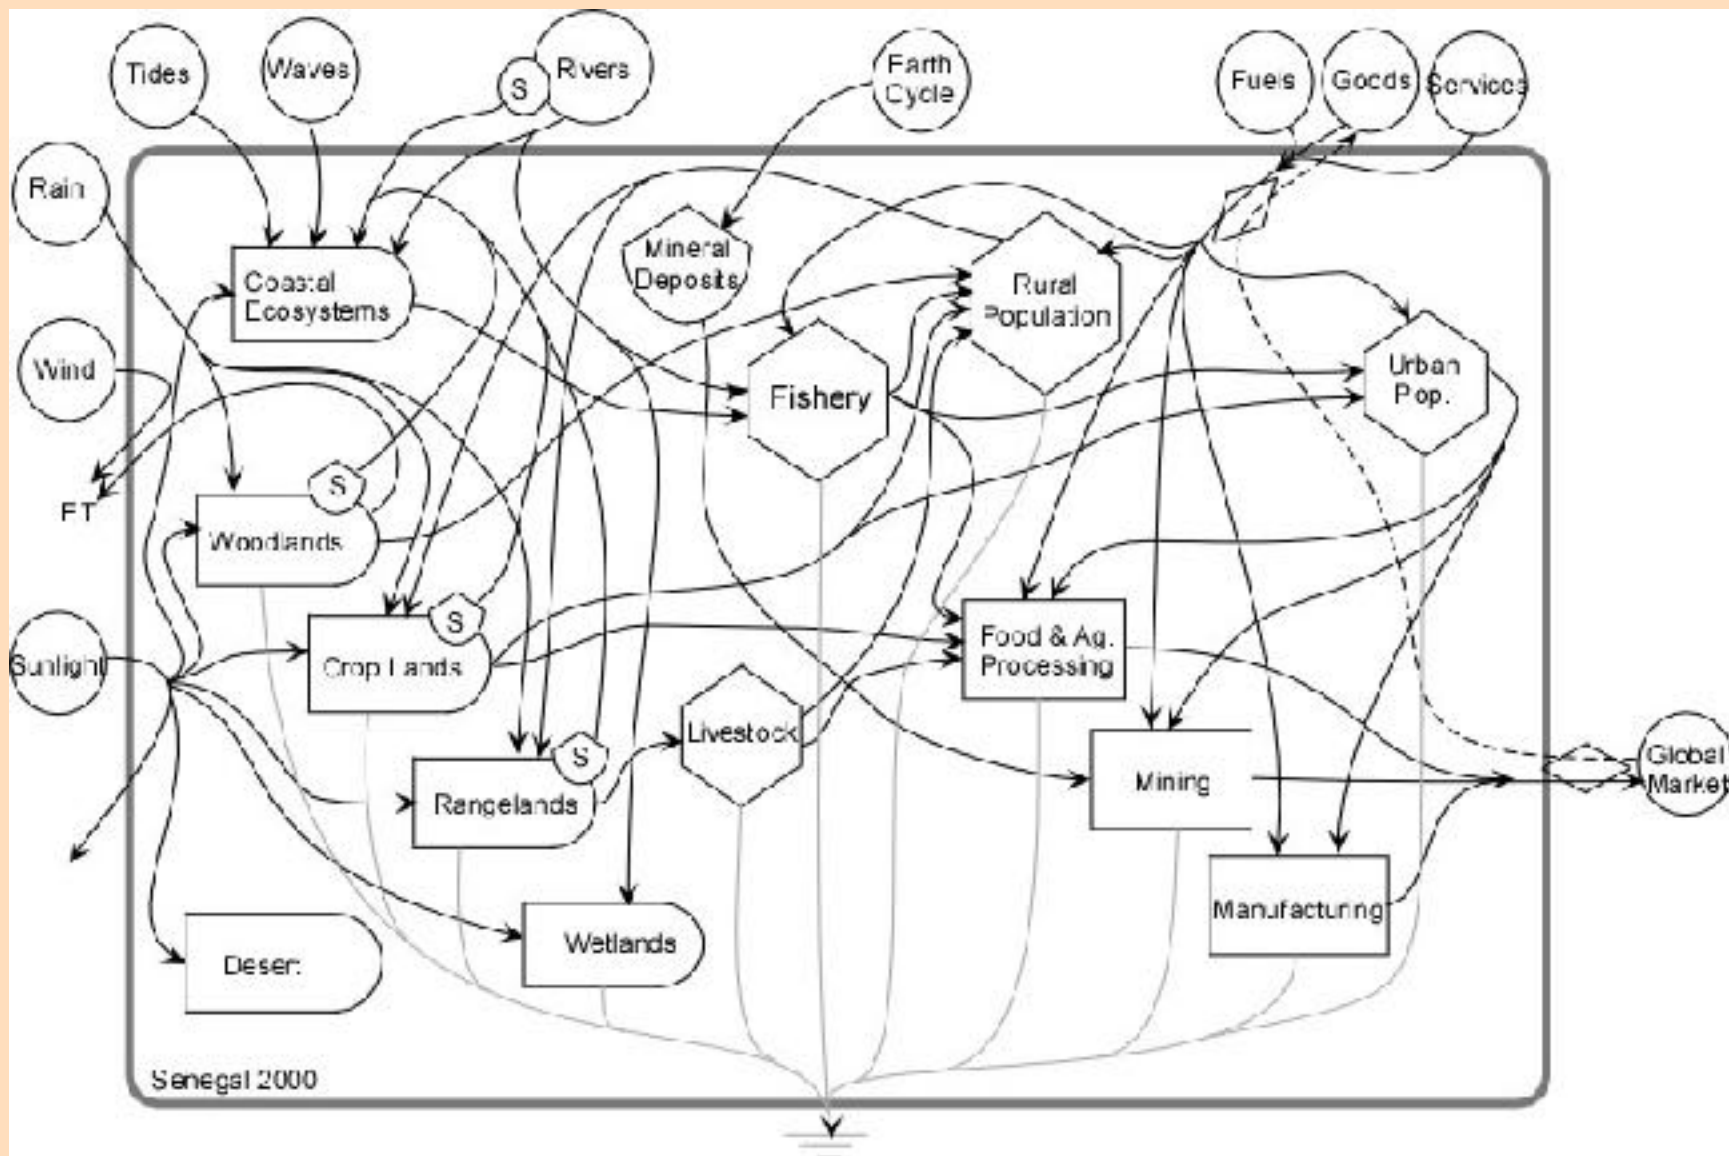 Tides
Waves
S
Rivers
Earth
Cycle
Fuels
Goods
Services
Rain
Mineral
Deposits
Coastal
Ecosystems
Rural
Population
Wind
Fishery
Urban
Pop.
S
ET
Woodlands
S
Sunlight
Crop Lands
Food & Ag.
Processing
Livestock
S
Rangelands
Mining
Global
Market
Manufacturing
Wetlands
Desert
Senegal 2000